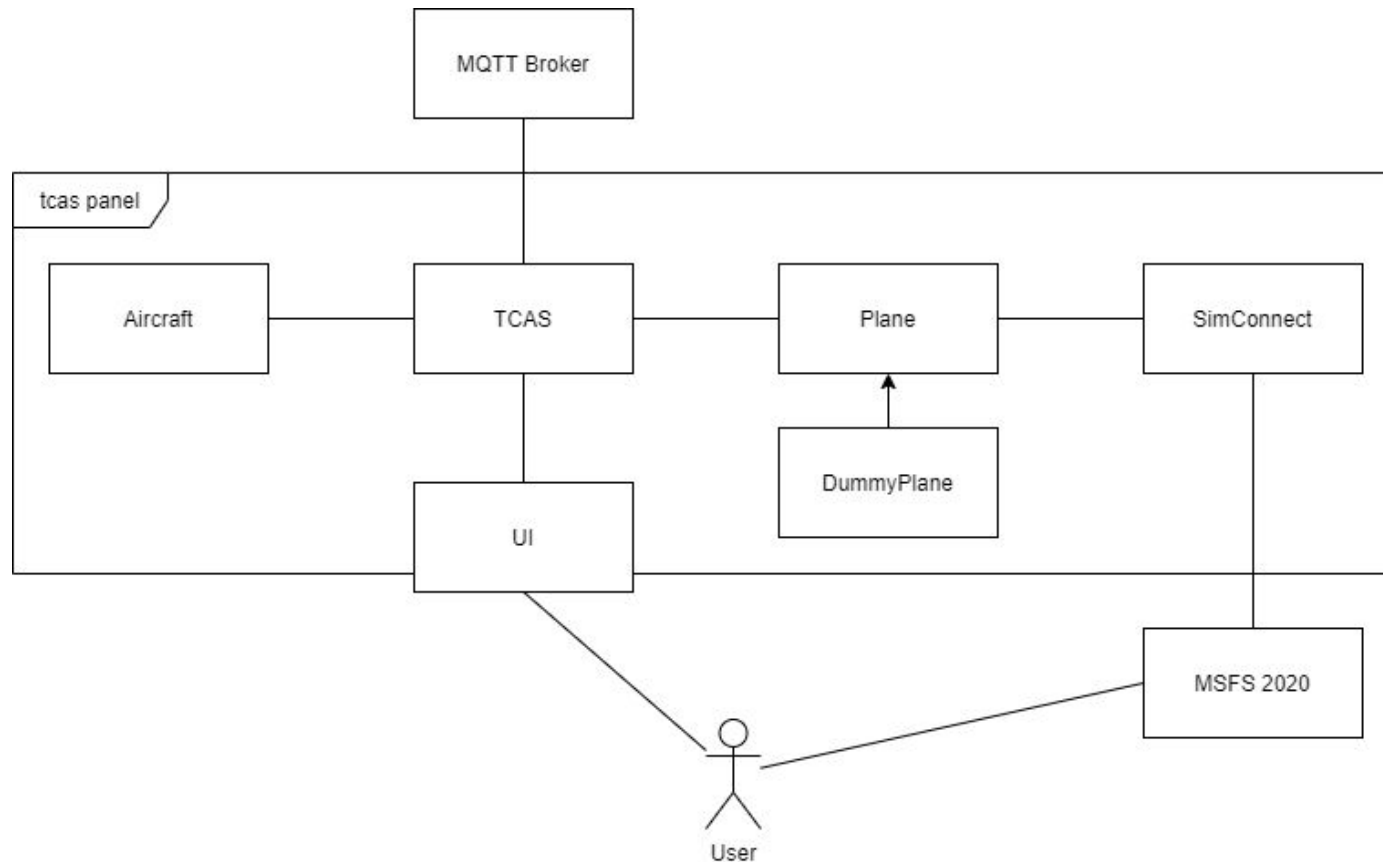 MQTT Broker
tcas panel
Aircraft
TCAS
Plane
SimConnect
DummyPlane
UI
MSFS 2020
User